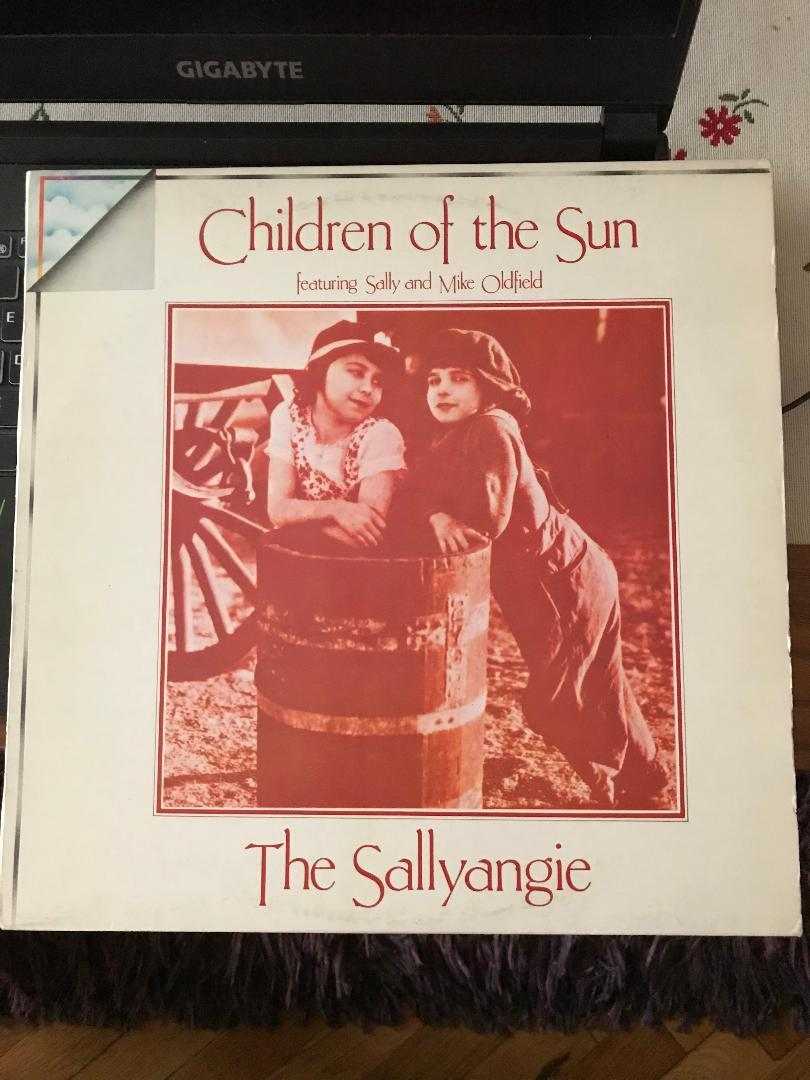 GIGABYTE
Children of the Sun
featuring Sally and Mike Oldfield
The Sallyangie
E